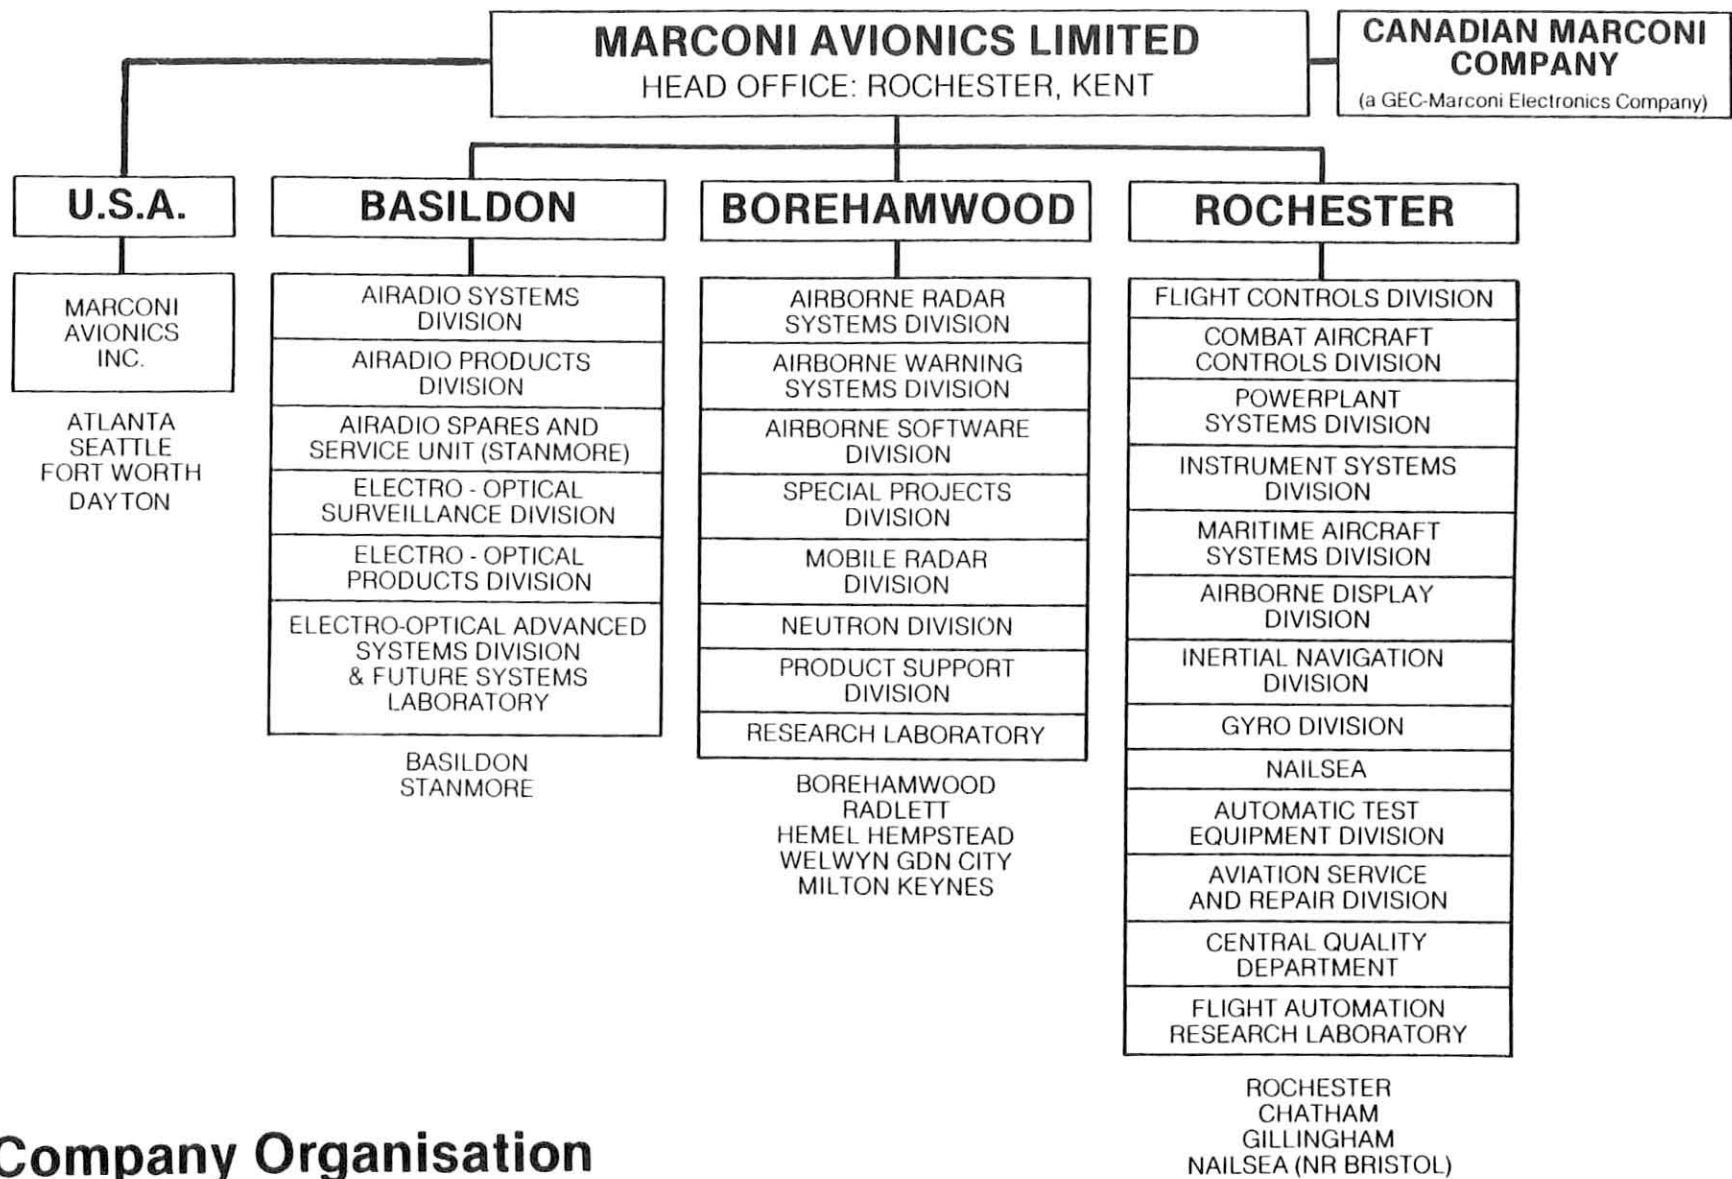 MARCONI AVIONICS LIMITED
HEAD OFFICE: ROCHESTER, KENT
CANADIAN MARCONI
COMPANY
(a GEC-Marconi Electronics Company)
U.S.A.
MARCONI
AVIONICS
INC.
ATLANTA
SEATTLE
FORT WORTH
DAYTON
BASILDON
AIRADIO SYSTEMS
DIVISION
AIRADIO PRODUCTS
DIVISION
AIRADIO SPARES AND
SERVICE UNIT (STANMORE)
ELECTRO - OPTICAL
SURVEILLANCE DIVISION
ELECTRO - OPTICAL
PRODUCTS DIVISION
ELECTRO-OPTICAL ADVANCED
SYSTEMS DIVISION
& FUTURE SYSTEMS
LABORATORY
BASILDON
STANMORE
BOREHAMWOOD
AIRBORNE RADAR
SYSTEMS DIVISION
AIRBORNE WARNING
SYSTEMS DIVISION
AIRBORNE SOFTWARE
DIVISION
SPECIAL PROJECTS
DIVISION
MOBILE RADAR
DIVISION
NEUTRON DIVISION
PRODUCT SUPPORT
DIVISION
RESEARCH LABORATORY
BOREHAMWOOD
RADLETT
HEMEL HEMPSTEAD
WELWYN GDN CITY
MILTON KEYNES
ROCHESTER
FLIGHT CONTROLS DIVISION
COMBAT AIRCRAFT
CONTROLS DIVISION
POWERPLANT
SYSTEMS DIVISION
INSTRUMENT SYSTEMS
DIVISION
MARITIME AIRCRAFT
SYSTEMS DIVISION
AIRBORNE DISPLAY
DIVISION
INERTIAL NAVIGATION
DIVISION
GYRO DIVISION
NAILSEA
AUTOMATIC TEST
EQUIPMENT DIVISION
AVIATION SERVICE
AND REPAIR DIVISION
CENTRAL QUALITY
DEPARTMENT
FLIGHT AUTOMATION
RESEARCH LABORATORY
ROCHESTER
CHATHAM
GILLINGHAM
NAILSEA (NR BRISTOL)
Company Organisation